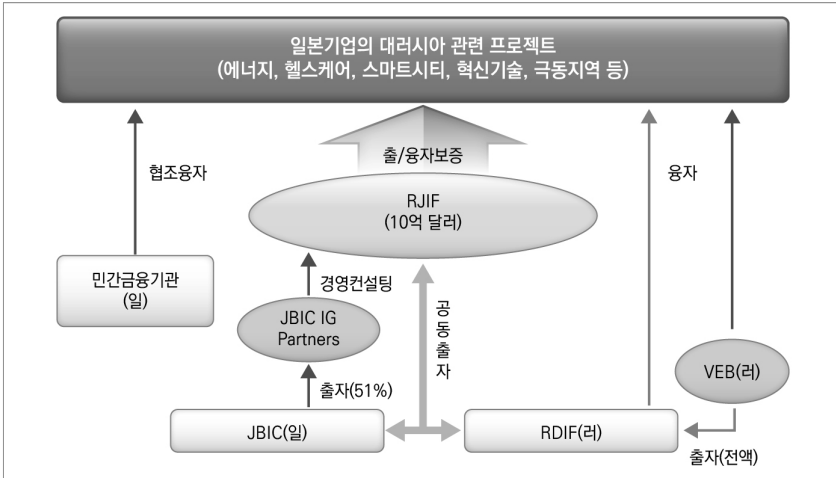 일본기업의 대러시아 관련 프로젝트
(에너지, 헬스케어, 스마트시티, 혁신기술, 극동지역 등)
출/융자보증
협조융자
융자
RJIF
(10억 달러)
민간금융기관
(일)
경영컨설팅
JBIC IG
Partners
공
동
출
자
VEB(러)
출자(51%)
JBIC(일)
RDIF(러)
출자(전액)